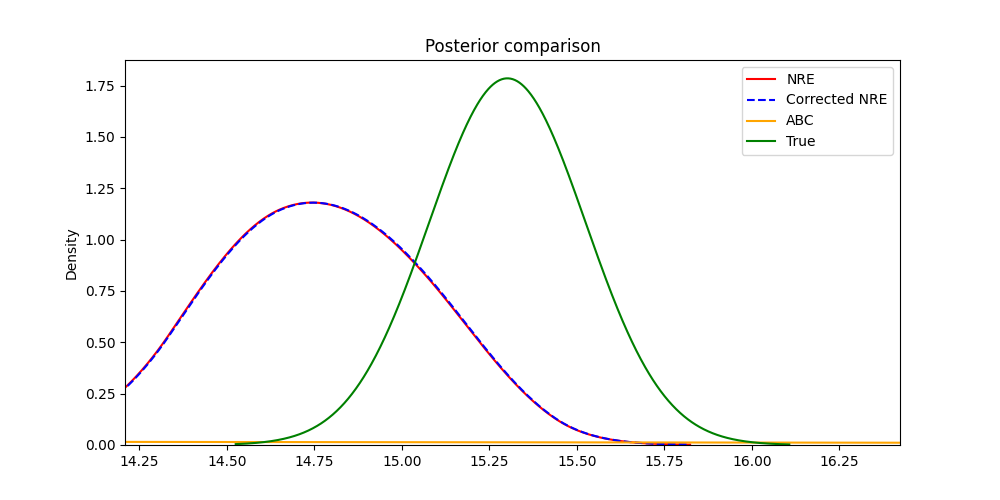 Posterior comparison
NRE
Corrected NRE
ABC
True
Density
1.75
1.50
1.25
1.00
0.75
0.50
0.25
0.00
14.25 14.50 14.75 15.00 15.25 15.50 15.75 16.00 16.25